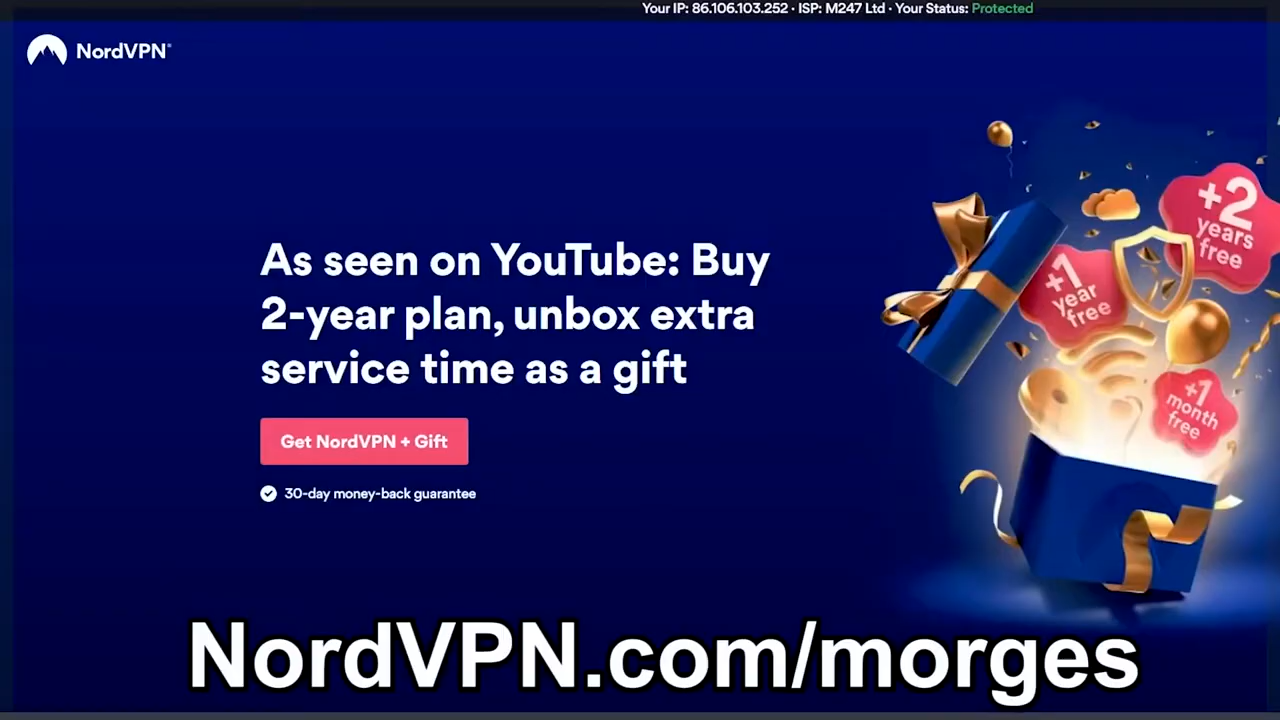 Your IP: 86.106.103.252 · ISP: M247 Ltd · Your Status: Protected
NordVPN®
As seen on YouTube: Buy
2-year plan, unbox extra
service time as a gift
Get NordVPN + Gift
30-day money-back guarantee
+2
years
free
+1
year
free
+1
month
free
NordVPN.com/morges